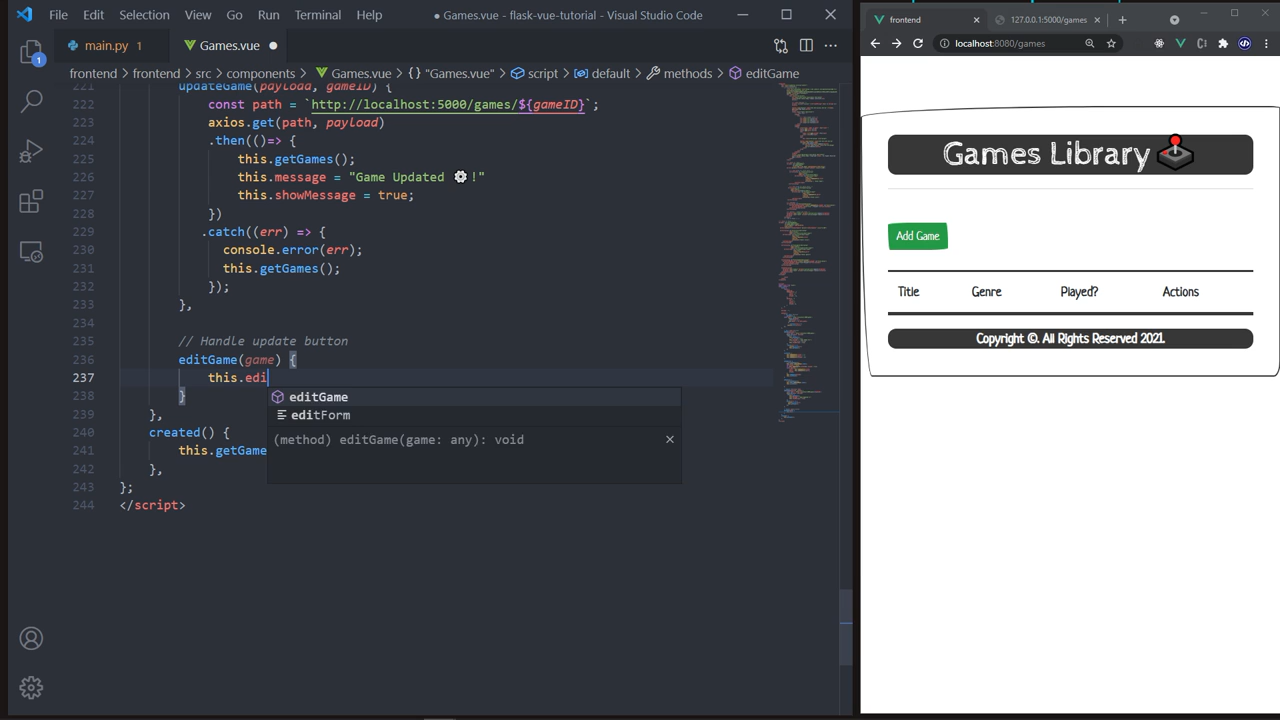 File Edit Selection View Go Run Terminal Help
● Games.vue - flask-vue-tutorial - Visual Studio Code
main.py 1
Games.vue ●
frontend > frontend > src > components > Games.vue > {} "Games.vue" > script > default > methods > editGame
221 updateGame(payload, gameID) {
222 const path = `http://localhost:5000/games/${gameID}`;
223 axios.get(path, payload)
224 .then(()=> {
225 this.getGames();
226 this.message = "Game Updated ⚙️!"
227 this.showMessage = true;
228 })
229 .catch((err) => {
230 console.error(err);
231 this.getGames();
232 });
233 },
234
235 // Handle update button
236 editGame(game) {
237 this.edi
238 }
239 },
240 created() {
241 this.getGame
242 },
243 };
244 </script>
editGame
editForm
(method) editGame(game: any): void
1
frontend
127.0.0.1:5000/games
localhost:8080/games
Games Library
Add Game
Title Genre Played? Actions
Copyright ©. All Rights Reserved 2021.